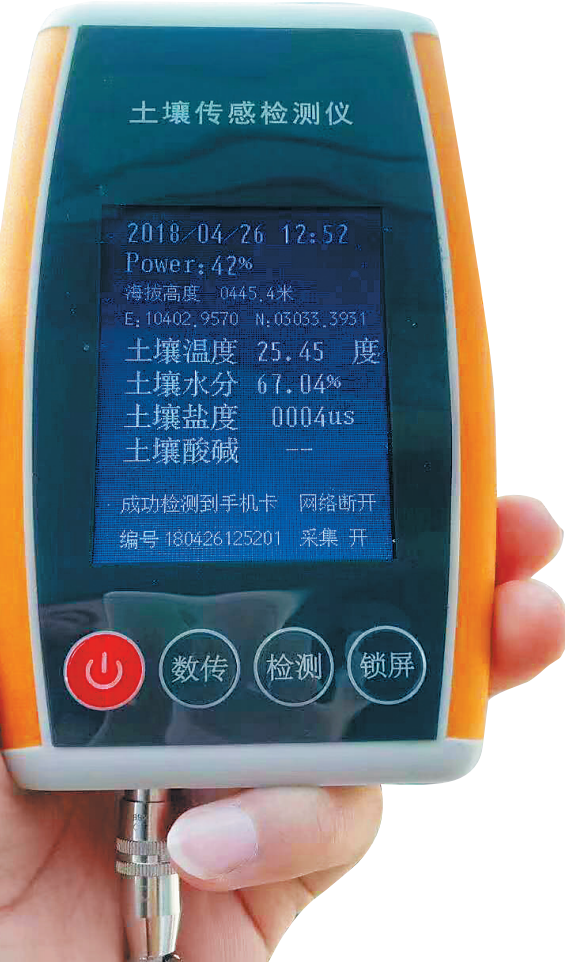 土壤传感检测仪
2018/04/26 12:52
Power:42%
海拔高度 0445.4米
E:10402.9570 N:03033.3931
土壤温度 25.45 度
土壤水分 67.04%
土壤盐度 0004us
土壤酸碱 --
成功检测到手机卡 网络断开
编号 180426125201 采集 开
数传 检测 锁屏